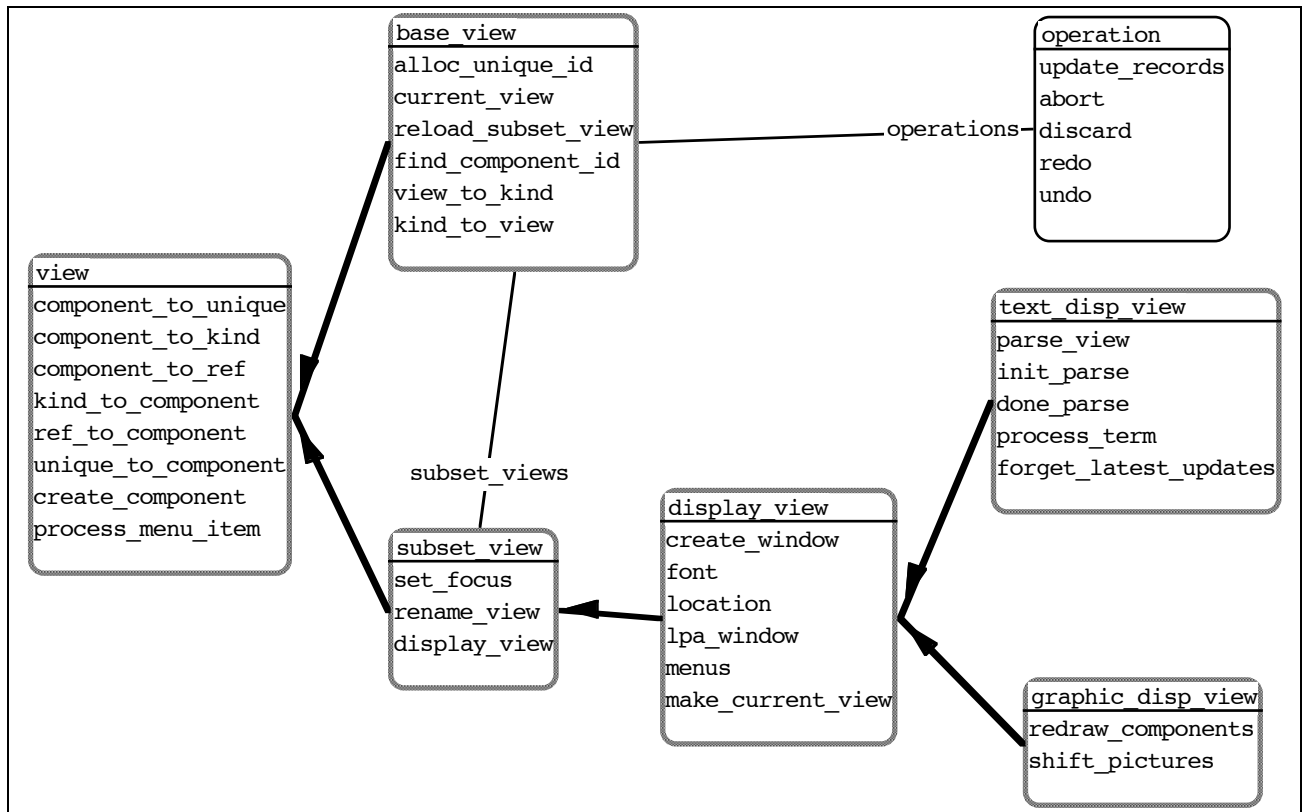 base_view
alloc_unique_id
current_view
reload_subset_view
find_component_id
view_to_kind
kind_to_view
operation
update_records
abort
discard
redo
undo
operations
view
component_to_unique
component_to_kind
component_to_ref
kind_to_component
ref_to_component
unique_to_component
create_component
process_menu_item
text_disp_view
parse_view
init_parse
done_parse
process_term
forget_latest_updates
subset_views
subset_view
set_focus
rename_view
display_view
display_view
create_window
font
location
lpa_window
menus
make_current_view
graphic_disp_view
redraw_components
shift_pictures